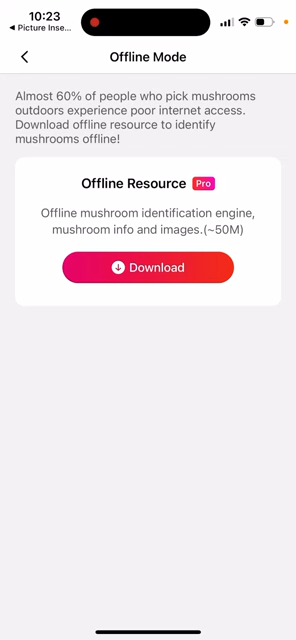 10:23
◀ Picture Inse...
Offline Mode
Almost 60% of people who pick mushrooms
outdoors experience poor internet access.
Download offline resource to identify
mushrooms offline!
Offline Resource Pro
Offline mushroom identification engine,
mushroom info and images.(~50M)
Download